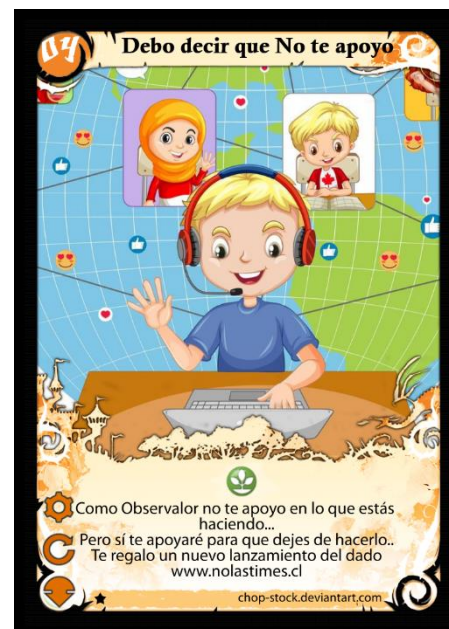 04
Debo decir que No te apoyo
Como Observalor no te apoyo en lo que estás
haciendo...
Pero sí te apoyaré para que dejes de hacerlo..
Te regalo un nuevo lanzamiento del dado
www.nolastimes.cl
chop-stock.deviantart.com